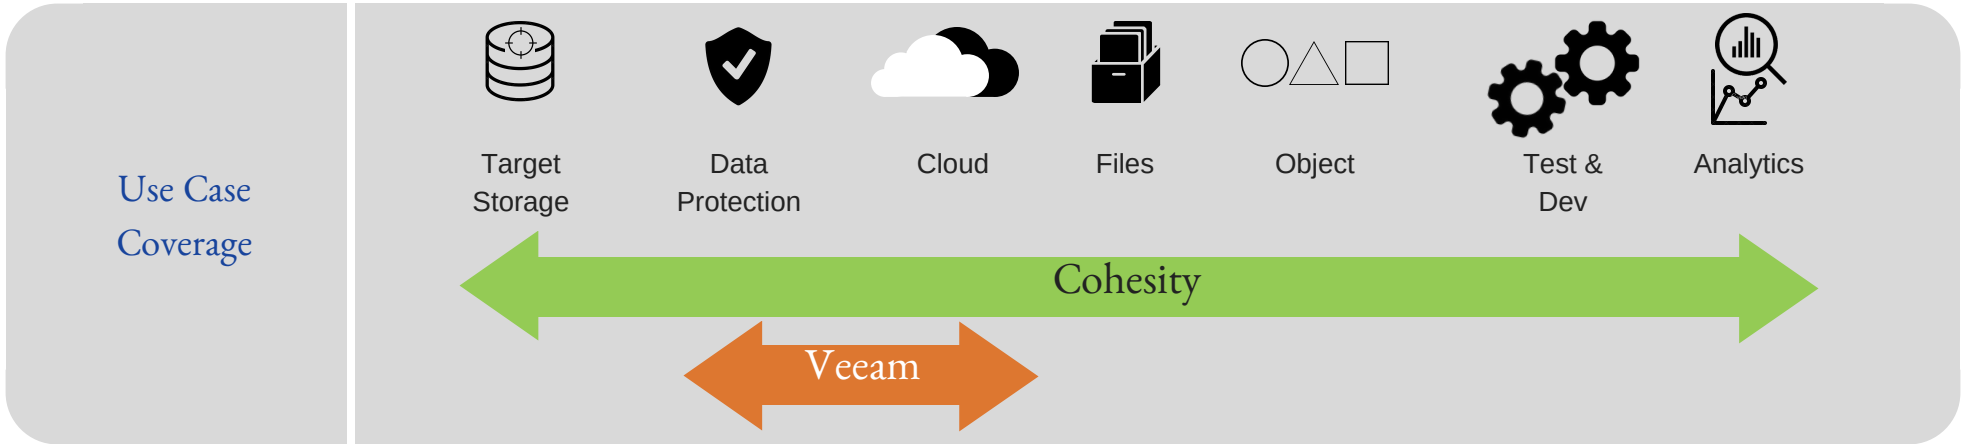 Use Case
Coverage
Target
Storage
Data
Protection
Cloud
Files
Object
Test &
Dev
Analytics
Cohesity
Veeam